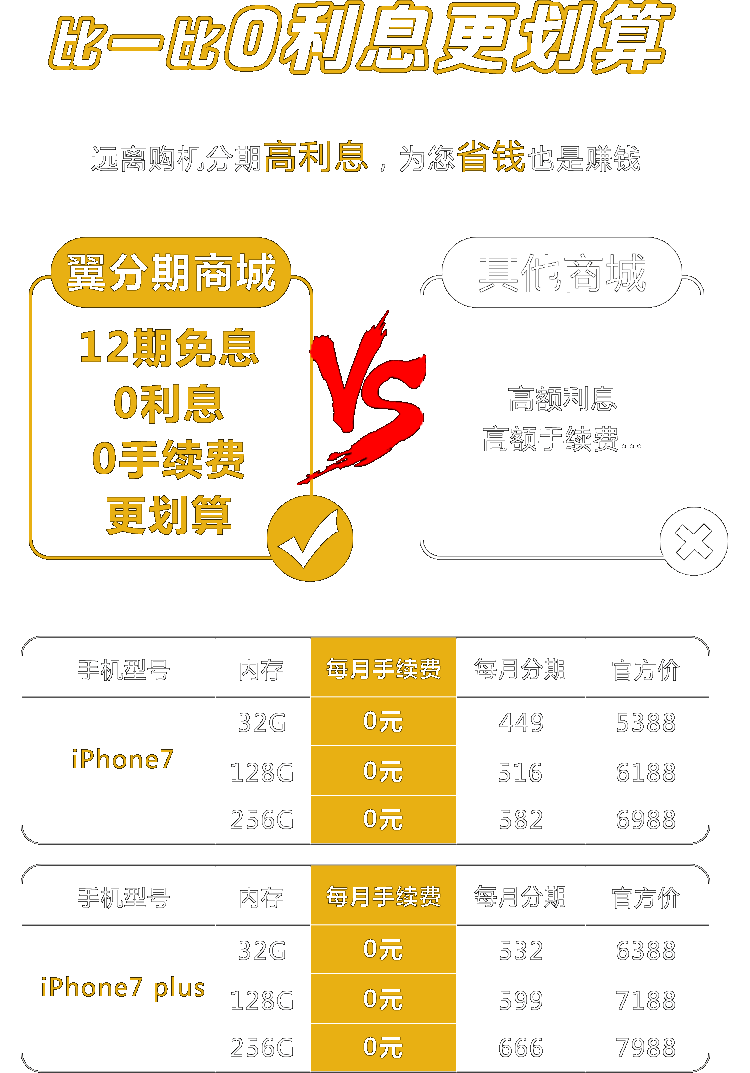 比一比0利息更划算
远离购机分期高利息，为您省钱也是赚钱
翼分期商城
其他商城
12期免息
0利息
0手续费
更划算
VS
高额利息
高额手续费...
手机型号 内存 每月手续费 每月分期 官方价
iPhone7
32G 0元 449 5388
128G 0元 516 6188
256G 0元 582 6988
手机型号 内存 每月手续费 每月分期 官方价
iPhone7 plus
32G 0元 532 6388
128G 0元 599 7188
256G 0元 666 7988